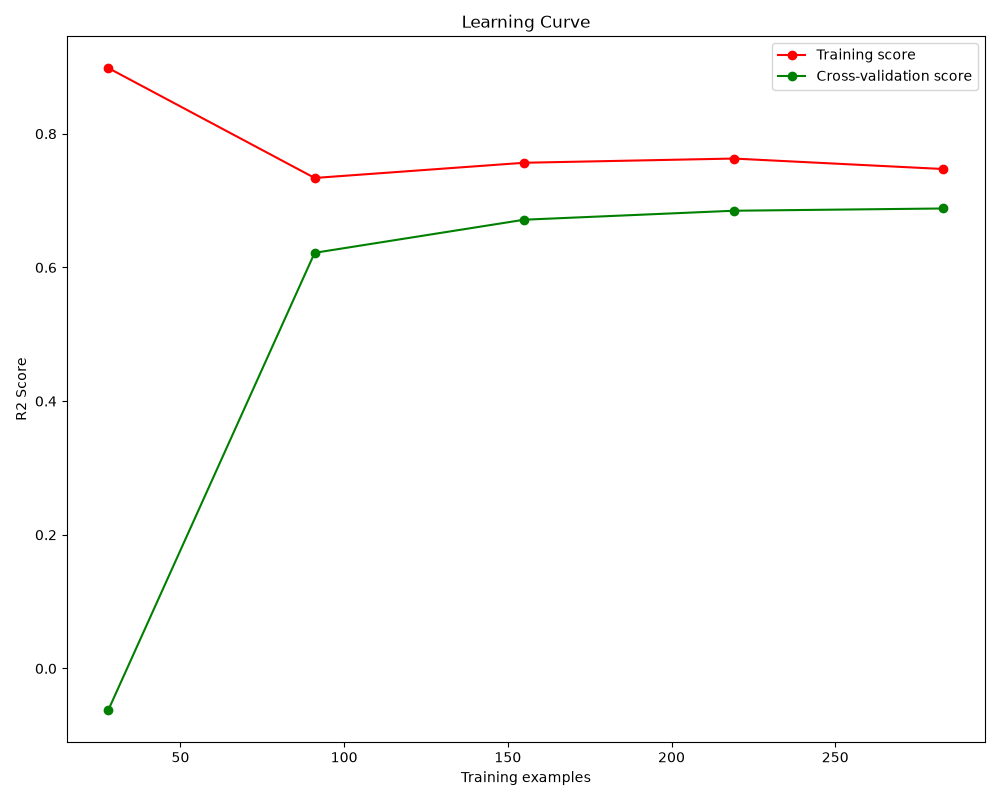 Learning Curve
Training score
Cross-validation score
0.8
0.6
0.4
0.2
0.0
R2 Score
50
100
150
200
250
Training examples